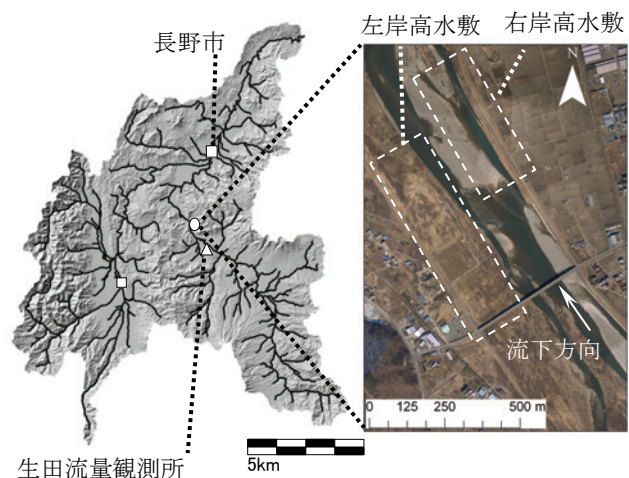 長野市
左岸高水敷
右岸高水敷
N
流下方向
0 125 250 500 m
生田流量観測所
5km